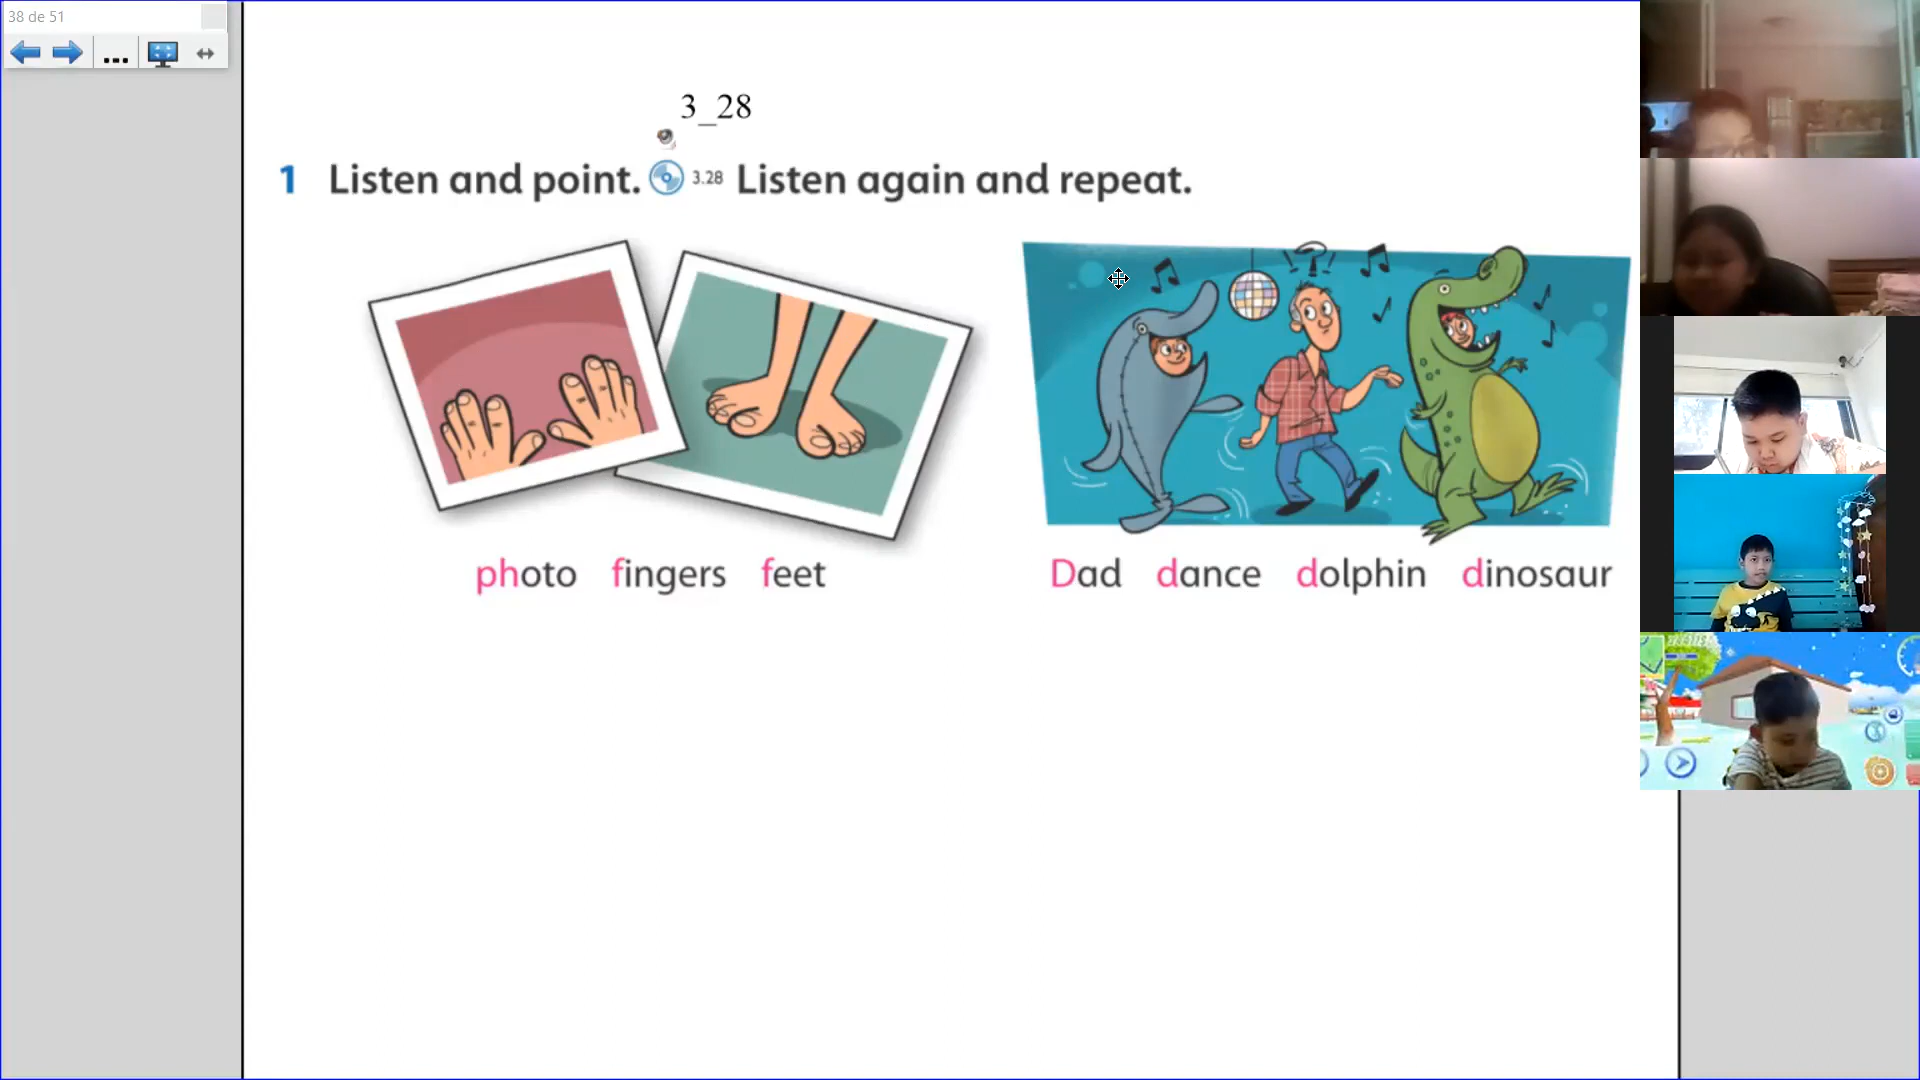 38 de 51
3_28
1 Listen and point. 3.28 Listen again and repeat.
photo fingers feet
Dad dance dolphin dinosaur